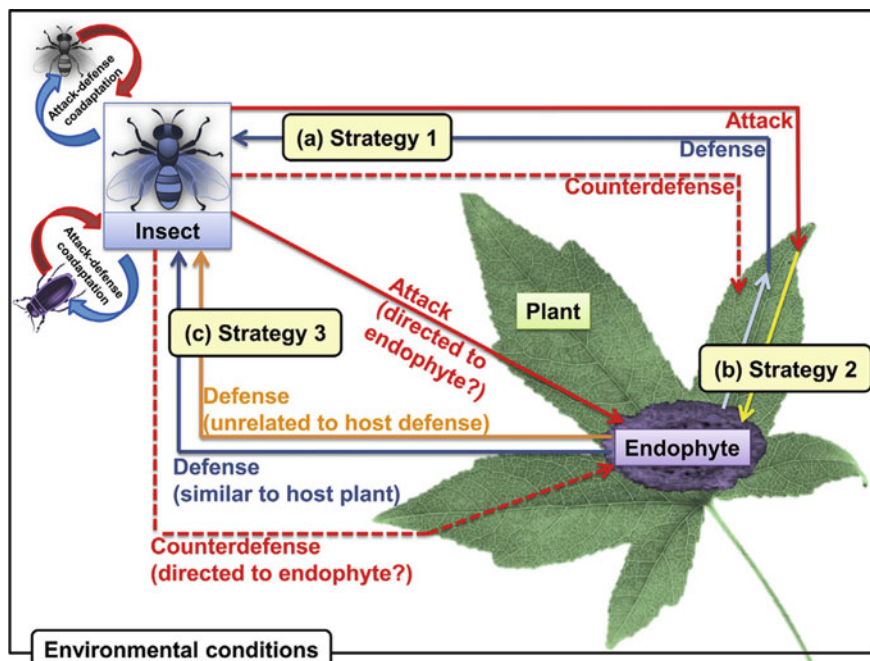 Attack-defense
coadaptation
(a) Strategy 1
Attack
Defense
Counterdefense
Insect
Attack-defense
coadaptation
Attack
(directed to
endophyte?)
Plant
(c) Strategy 3
(b) Strategy 2
Defense
(unrelated to host defense)
Endophyte
Defense
(similar to host plant)
Counterdefense
(directed to endophyte?)
Environmental conditions